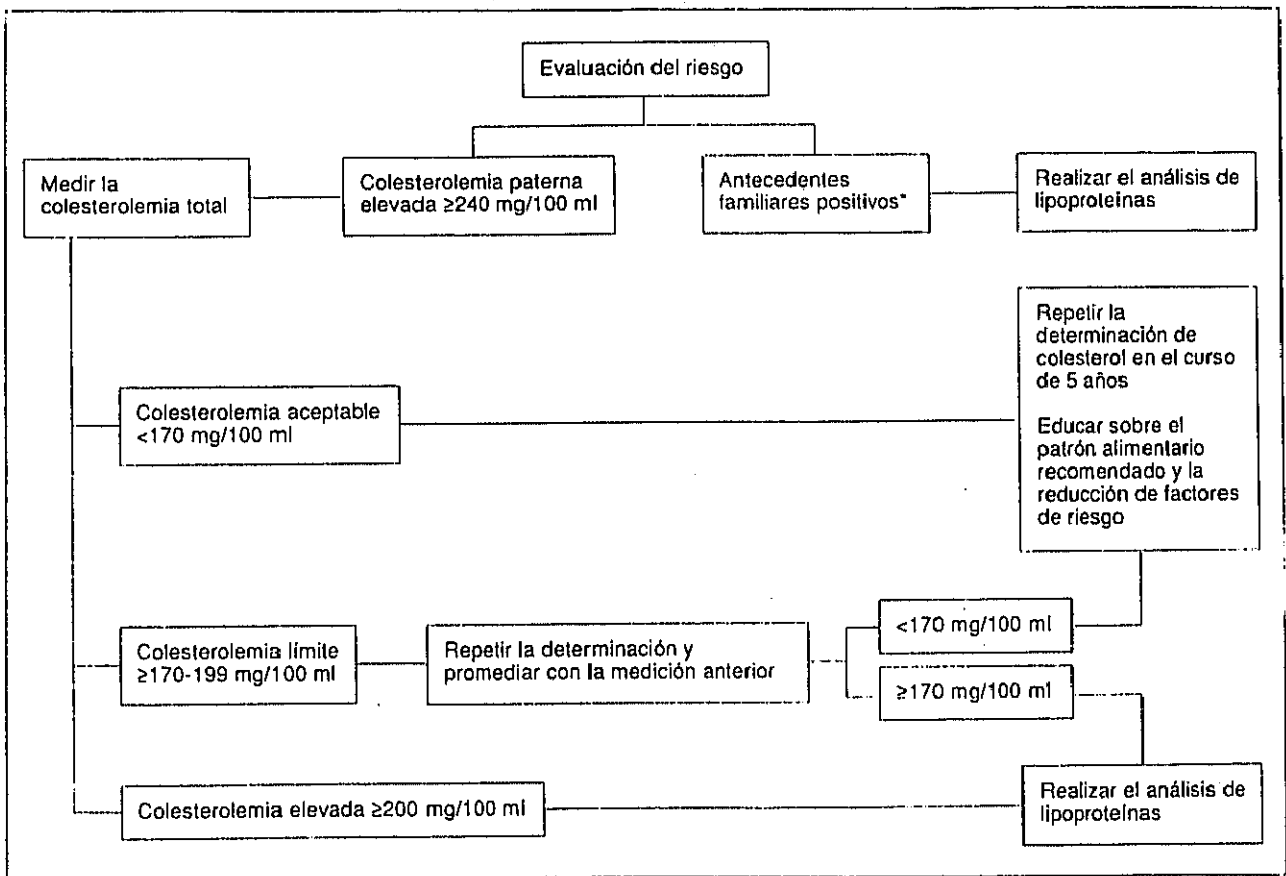 Evaluación del riesgo
Medir la
colesterolemia total
Colesterolemia paterna
elevada ≥240 mg/100 ml
Antecedentes
familiares positivos*
Realizar el análisis de
lipoproteínas
Repetir la
determinación de
colesterol en el curso
de 5 años
Educar sobre el
patrón alimentario
recomendado y la
reducción de factores
de riesgo
Colesterolemia aceptable
<170 mg/100 ml
Colesterolemia límite
≥170-199 mg/100 ml
Repetir la determinación y
promediar con la medición anterior
<170 mg/100 ml
≥170 mg/100 ml
Colesterolemia elevada ≥200 mg/100 ml
Realizar el análisis de
lipoproteínas